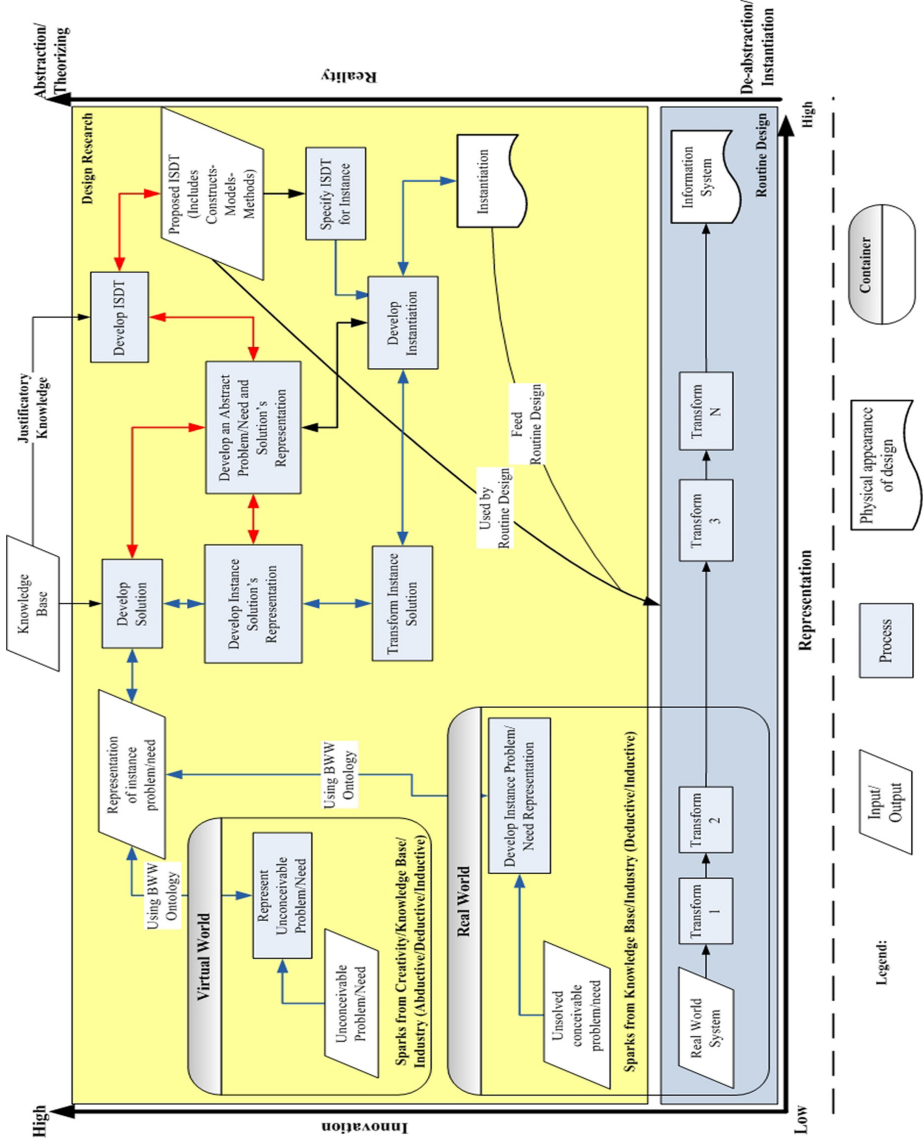 High
Innovation
Low
Abstraction/
Theorizing
Reality
De-abstraction/
Instantiation
High
Representation
Knowledge
Base
Justificatory
Knowledge
Design Research
Representation
of instance
problem/need
Develop
Solution
Develop ISDT
Proposed ISDT
(Includes
Constructs-
Models-
Methods)
Using BWW
Ontology
Using BWW
Ontology
Virtual World
Represent
Unconceivable
Problem/Need
Unconceivable
Problem/Need
Sparks from Creativity/Knowledge Base/
Industry (Abductive/Deductive/Inductive)
Develop Instance
Solution's
Representation
Develop an Abstract
Problem/Need and
Solution's
Representation
Specify ISDT
for Instance
Transform Instance
Solution
Develop
Instantiation
Instantiation
Real World
Develop Instance Problem/
Need Representation
Unsolved
conceivable
problem/need
Sparks from Knowledge Base/Industry (Deductive/Inductive)
Used by
Routine Design
Feed
Routine Design
Real World
System
Transform
1
Transform
2
Transform
3
Transform
N
Information
System
Routine Design
Legend:
Input/
Output
Process
Physical appcarance
of design
Container